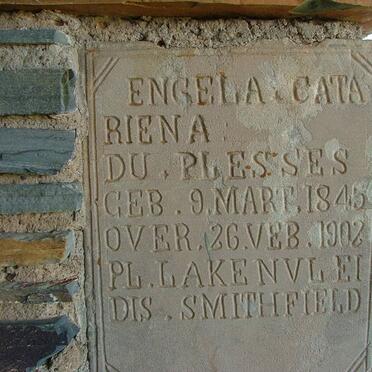 ENGELA. CATA
RIENA.
DU. PLESSES
GEB. 9. MART. 1845
OVER. 26. VEB. 1902
PL. LAKENVLEI
DIS. SMITHFIELD